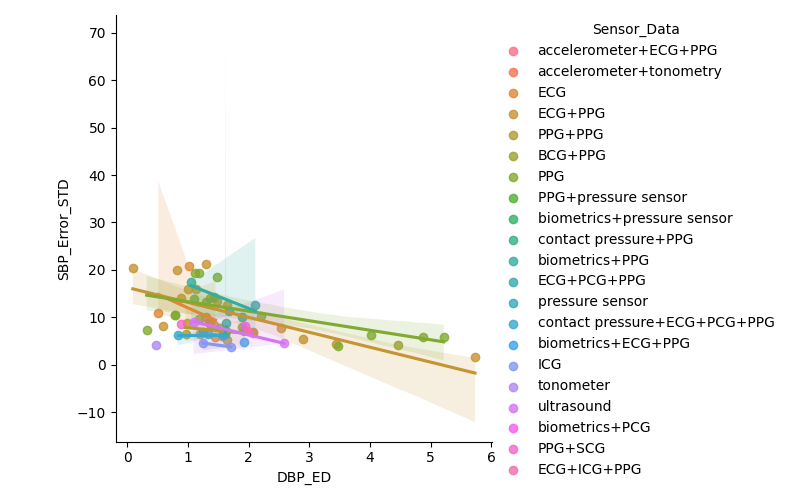 Sensor_Data
accelerometer+ECG+PPG
accelerometer+tonometry
ECG
ECG+PPG
PPG+PPG
BCG+PPG
PPG
PPG+pressure sensor
biometrics+pressure sensor
contact pressure+PPG
biometrics+PPG
ECG+PCG+PPG
pressure sensor
contact pressure+ECG+PCG+PPG
biometrics+ECG+PPG
ICG
tonometer
ultrasound
biometrics+PCG
PPG+SCG
ECG+ICG+PPG
SBP_Error_STD
70
60
50
40
30
20
10
0
−10
0 1 2 3 4 5 6
DBP_ED